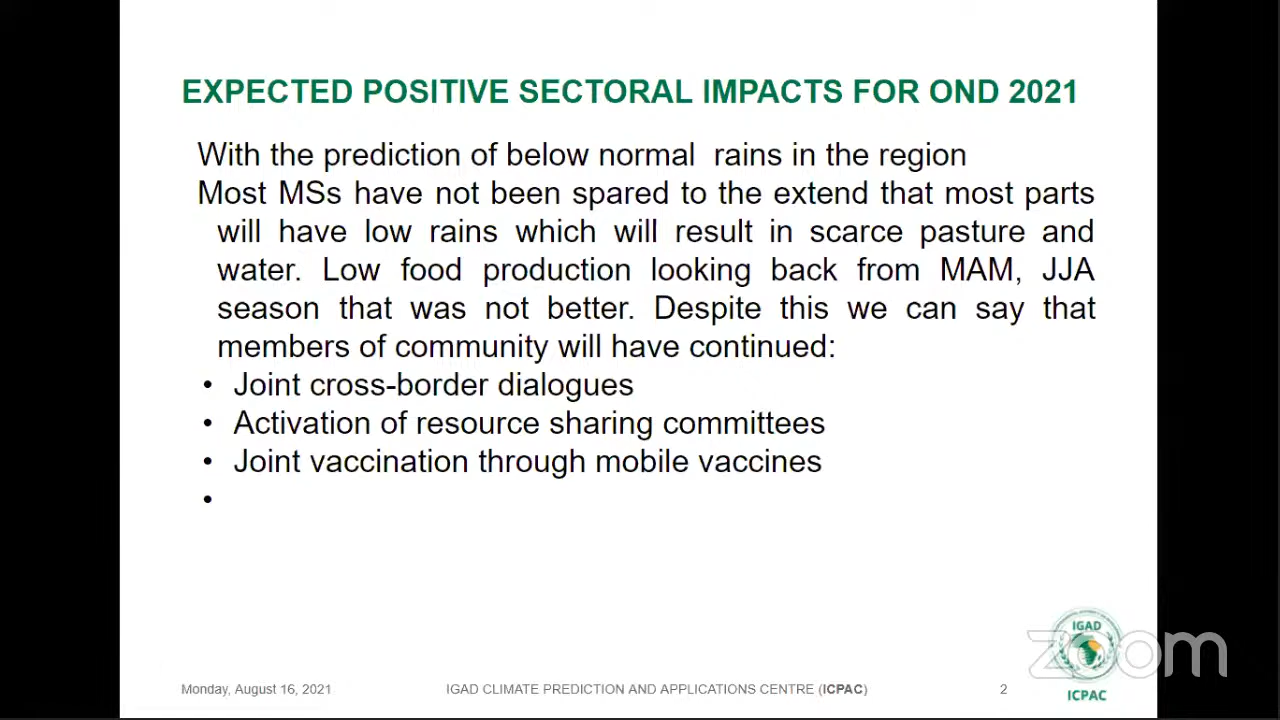 EXPECTED POSITIVE SECTORAL IMPACTS FOR OND 2021
With the prediction of below normal rains in the region
Most MSs have not been spared to the extend that most parts
will have low rains which will result in scarce pasture and
water. Low food production looking back from MAM, JJA
season that was not better. Despite this we can say that
members of community will have continued:
• Joint cross-border dialogues
• Activation of resource sharing committees
• Joint vaccination through mobile vaccines
•
IGAD
zoom
ICPAC
Monday, August 16, 2021 IGAD CLIMATE PREDICTION AND APPLICATIONS CENTRE (ICPAC) 2